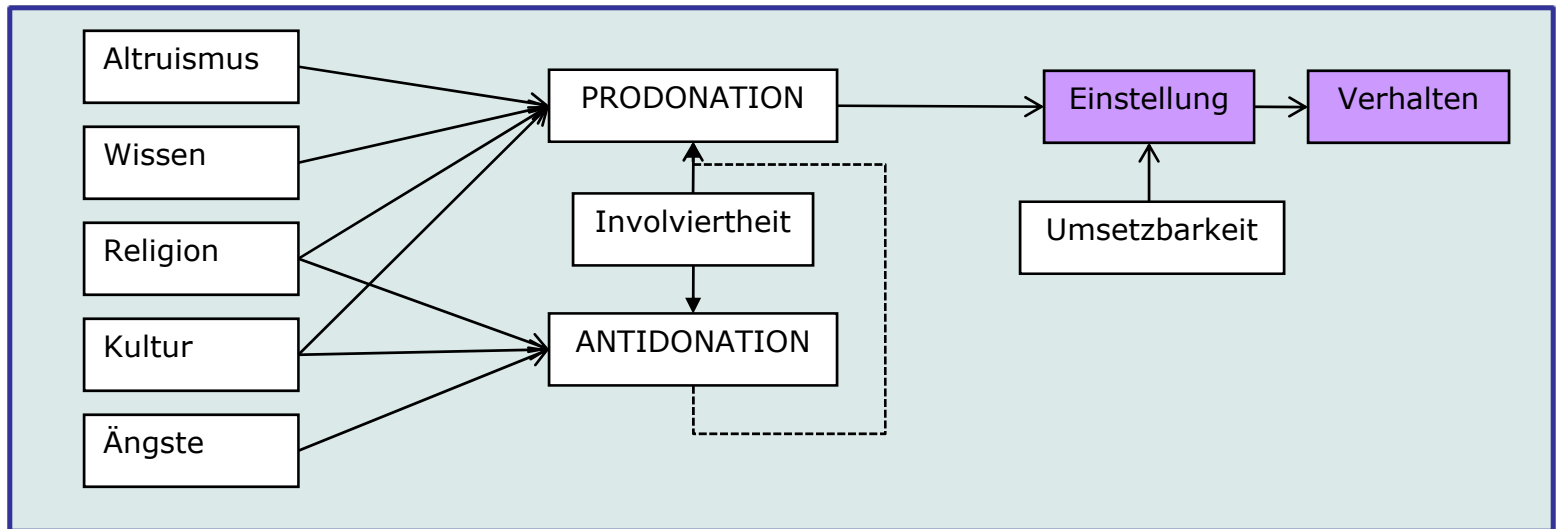 Altruismus
Wissen
Religion
Kultur
Ängste
PRODONATION
Involviertheit
ANTIDONATION
Einstellung
Verhalten
Umsetzbarkeit